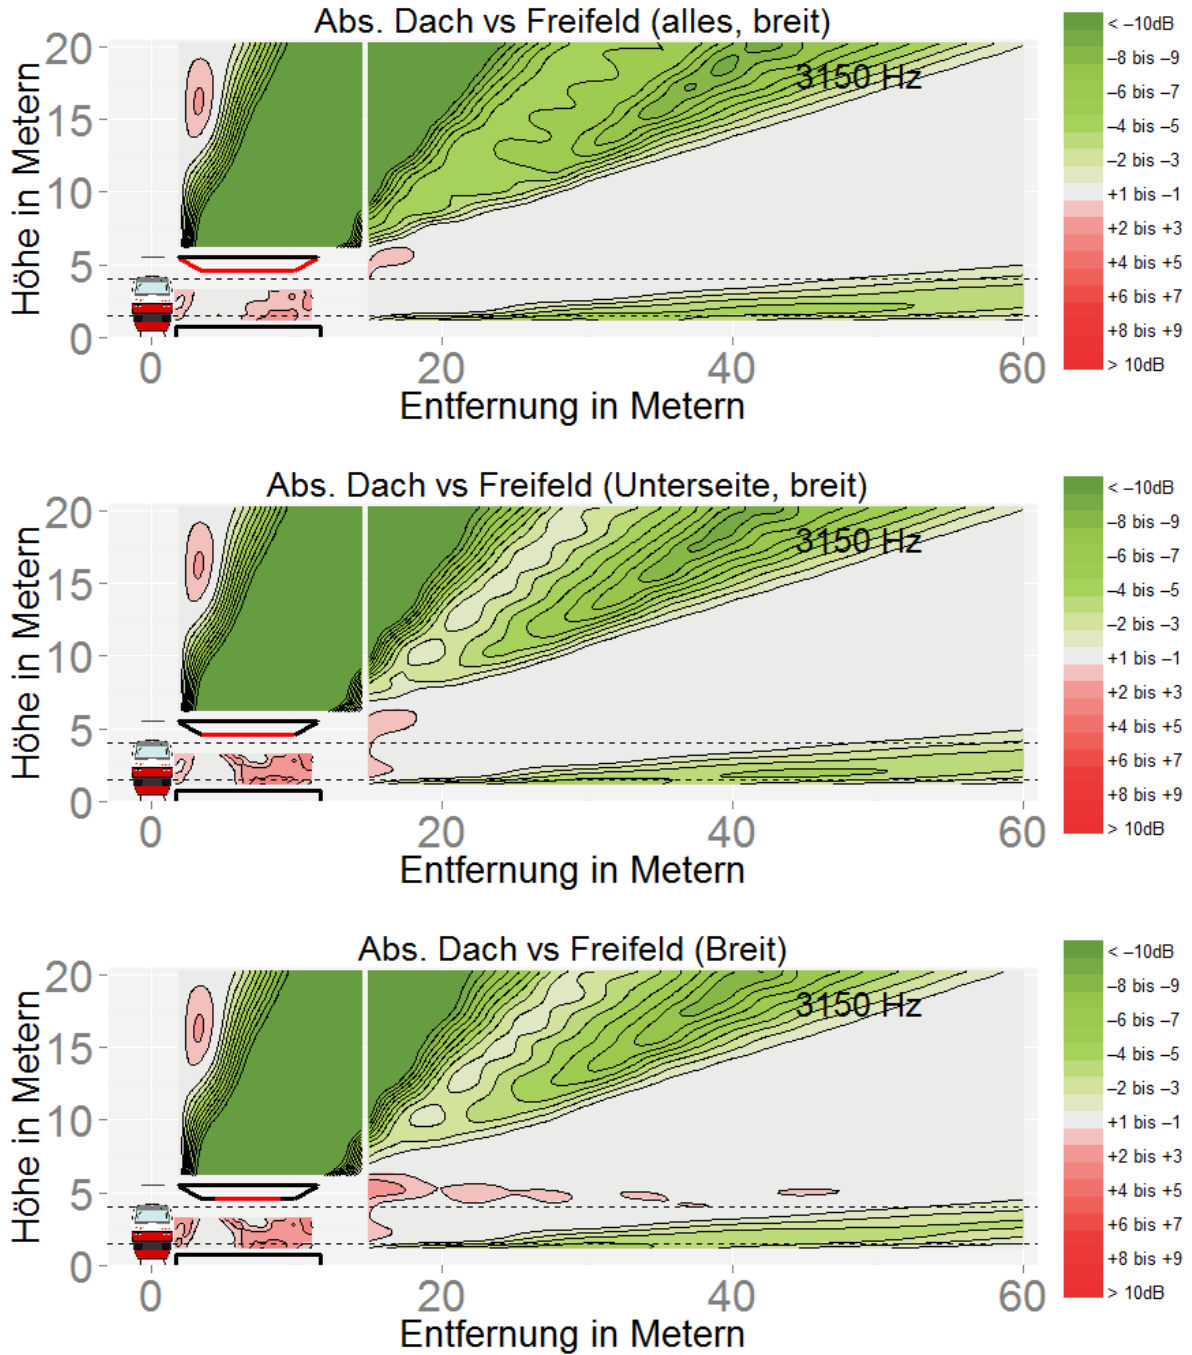 Abs. Dach vs Freifeld (alles, breit)
Höhe in Metern
20
15
10
5
0
3150 Hz
0
20
40
60
Entfernung in Metern
< –10dB
–8 bis –9
–6 bis –7
–4 bis –5
–2 bis –3
+1 bis –1
+2 bis +3
+4 bis +5
+6 bis +7
+8 bis +9
> 10dB
Abs. Dach vs Freifeld (Unterseite, breit)
Höhe in Metern
20
15
10
5
0
3150 Hz
0
20
40
60
Entfernung in Metern
< –10dB
–8 bis –9
–6 bis –7
–4 bis –5
–2 bis –3
+1 bis –1
+2 bis +3
+4 bis +5
+6 bis +7
+8 bis +9
> 10dB
Abs. Dach vs Freifeld (Breit)
Höhe in Metern
20
15
10
5
0
3150 Hz
0
20
40
60
Entfernung in Metern
< –10dB
–8 bis –9
–6 bis –7
–4 bis –5
–2 bis –3
+1 bis –1
+2 bis +3
+4 bis +5
+6 bis +7
+8 bis +9
> 10dB